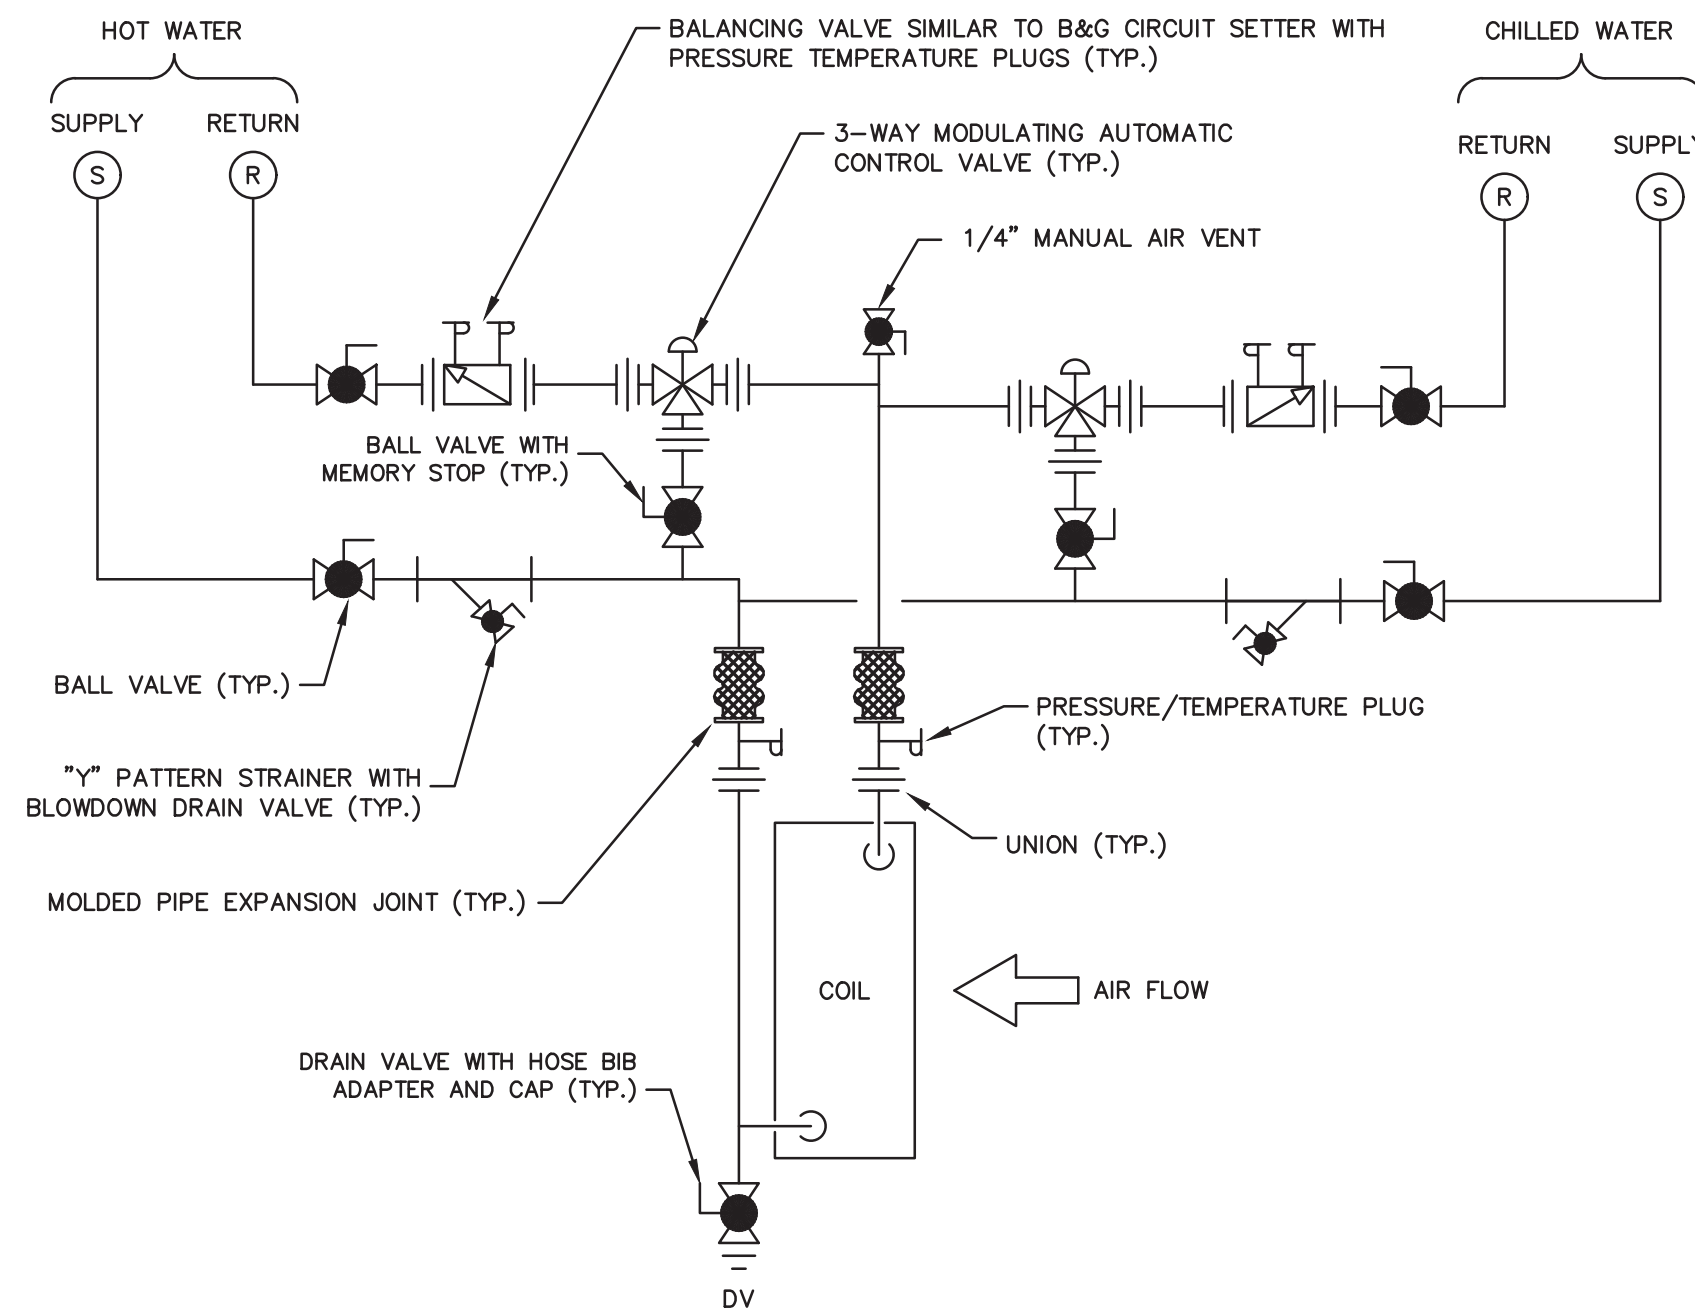 HOT WATER
SUPPLY
RETURN
S
R
BALANCING VALVE SIMILAR TO B&G CIRCUIT SETTER WITH
PRESSURE TEMPERATURE PLUGS (TYP.)
3-WAY MODULATING AUTOMATIC
CONTROL VALVE (TYP.)
1/4" MANUAL AIR VENT
CHILLED WATER
RETURN
SUPPLY
R
S
BALL VALVE WITH
MEMORY STOP (TYP.)
BALL VALVE (TYP.)
"Y" PATTERN STRAINER WITH
BLOWDOWN DRAIN VALVE (TYP.)
MOLDED PIPE EXPANSION JOINT (TYP.)
PRESSURE/TEMPERATURE PLUG
(TYP.)
UNION (TYP.)
COIL
AIR FLOW
DRAIN VALVE WITH HOSE BIB
ADAPTER AND CAP (TYP.)
DV